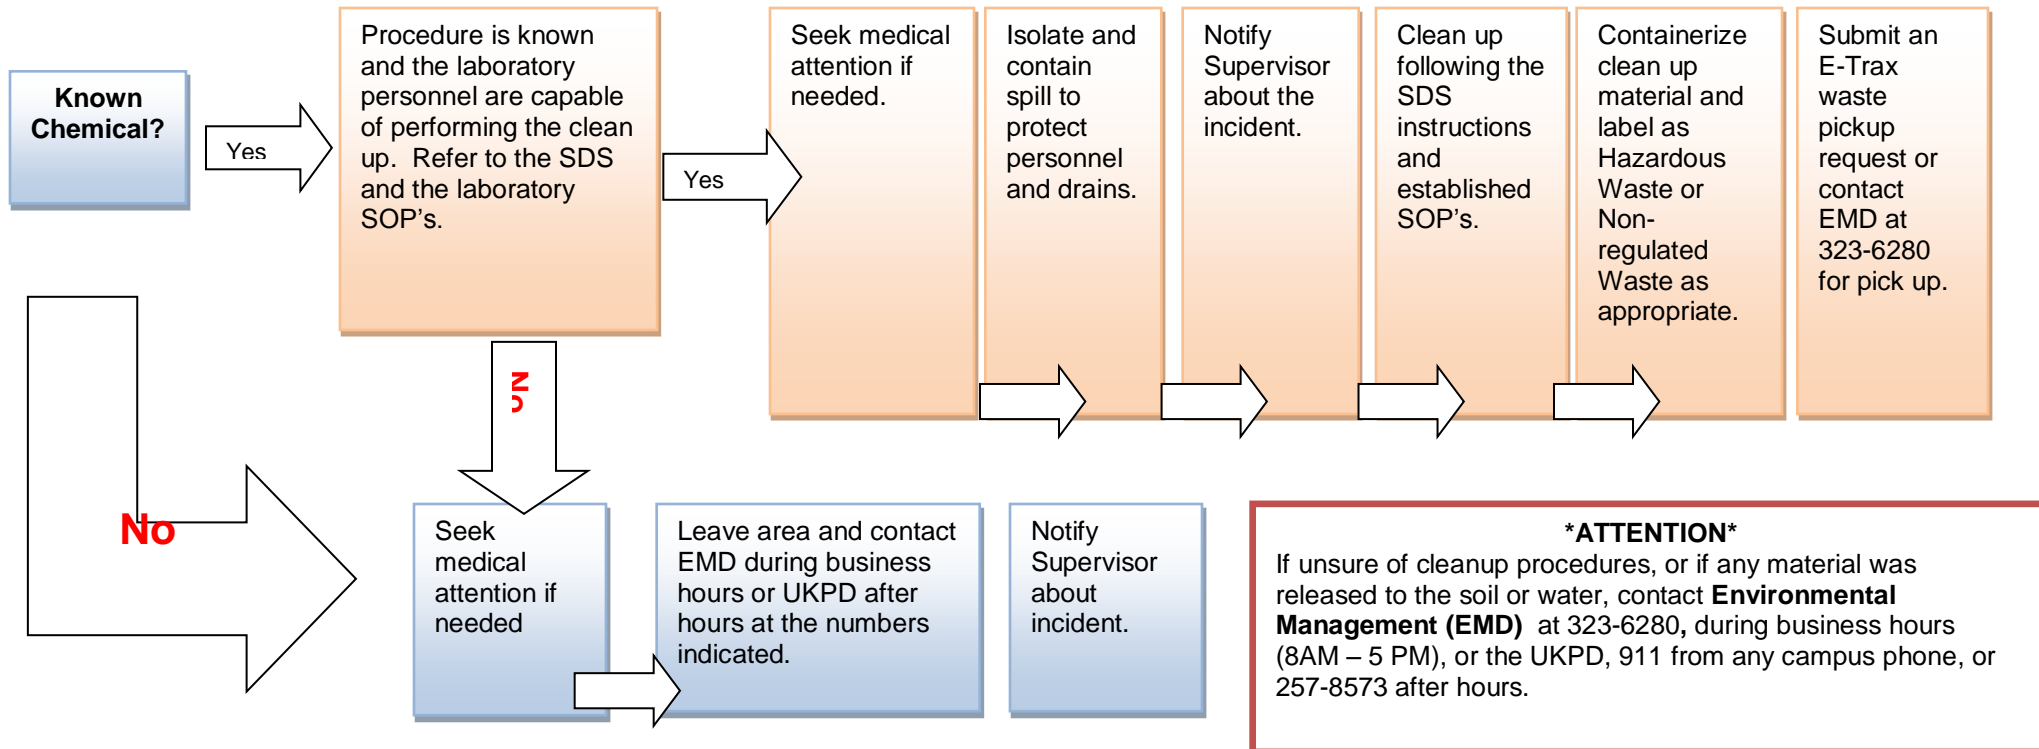 Known
Chemical?
Yes
Procedure is known
and the laboratory
personnel are capable
of performing the clean
up.  Refer to the SDS
and the laboratory
SOP’s.
Yes
Seek medical
attention if
needed.
Isolate and
contain
spill to
protect
personnel
and drains.
Notify
Supervisor
about the
incident.
Clean up
following the
SDS
instructions
and
established
SOP’s.
Containerize
clean up
material and
label as
Hazardous
Waste or
Non-
regulated
Waste as
appropriate.
Submit an
E-Trax
waste
pickup
request or
contact
EMD at
323-6280
for pick up.
No
No
Seek
medical
attention if
needed
Leave area and contact
EMD during business
hours or UKPD after
hours at the numbers
indicated.
Notify
Supervisor
about
incident.
*ATTENTION*
If unsure of cleanup procedures, or if any material was
released to the soil or water, contact Environmental
Management (EMD)  at 323-6280, during business hours
(8AM – 5 PM), or the UKPD, 911 from any campus phone, or
257-8573 after hours.